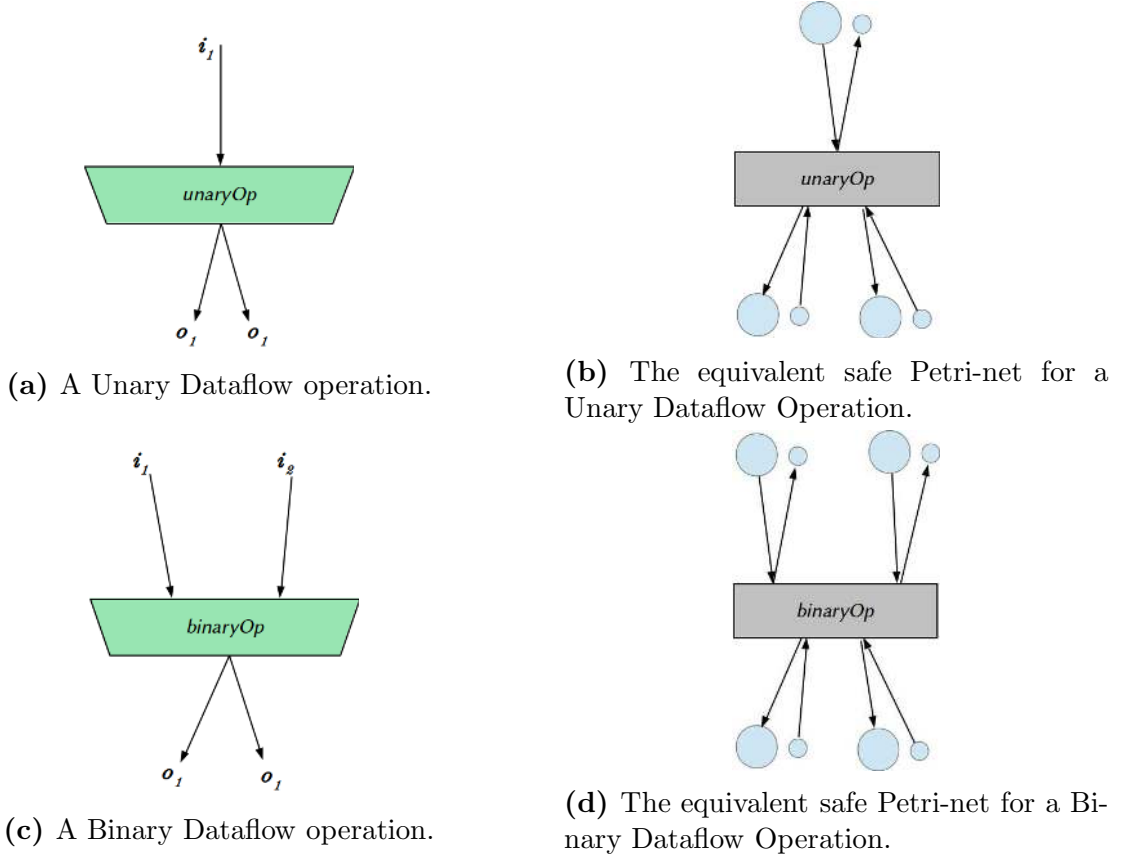 i₁
unaryOp
o₁ o₁
(a) A Unary Dataflow operation.
unaryOp
(b) The equivalent safe Petri-net for a
Unary Dataflow Operation.
i₁ i₂
binaryOp
o₁ o₁
(c) A Binary Dataflow operation.
binaryOp
(d) The equivalent safe Petri-net for a Bi-
nary Dataflow Operation.